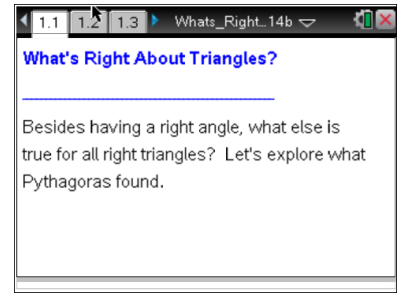 1.1 1.2 1.3 Whats_Right...14b
What's Right About Triangles?
Besides having a right angle, what else is
true for all right triangles? Let's explore what
Pythagoras found.